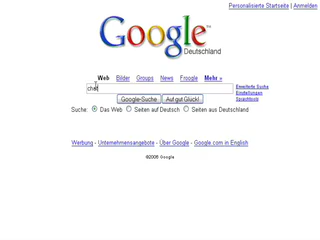 Personalisierte Startseite | Anmelden
Google
Deutschland
Web Bilder Groups News Froogle Mehr »
chat
Erweiterte Suche
Einstellungen
Sprachtools
Google-Suche Auf gut Glück!
Suche: Das Web Seiten auf Deutsch Seiten aus Deutschland
Werbung - Unternehmensangebote - Über Google - Google.com in English
©2006 Google